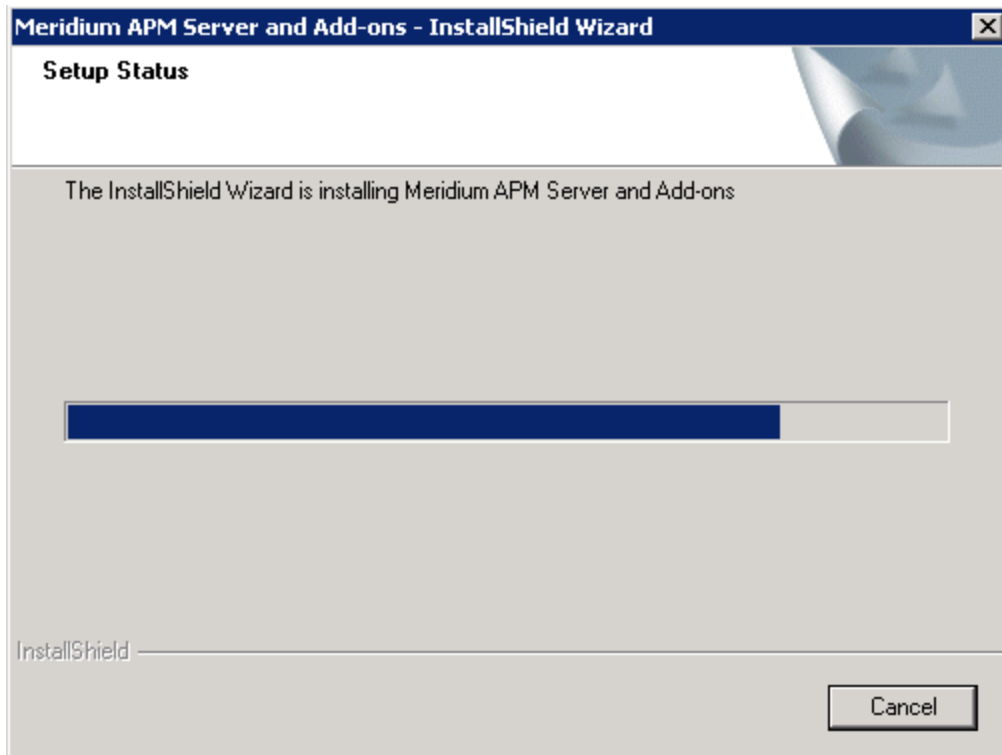 Meridium APM Server and Add-ons - InstallShield Wizard
Setup Status
The InstallShield Wizard is installing Meridium APM Server and Add-ons
InstallShield
Cancel